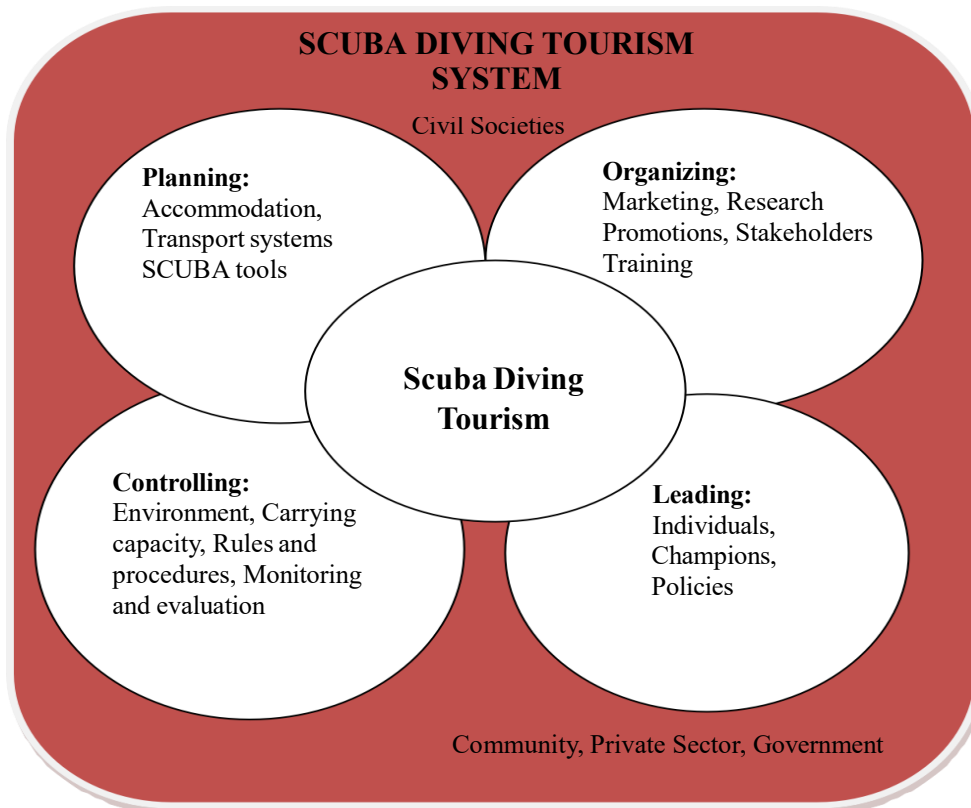 SCUBA DIVING TOURISM
SYSTEM
Civil Societies
Planning:
Accommodation,
Transport systems
SCUBA tools
Organizing:
Marketing, Research
Promotions, Stakeholders
Training
Scuba Diving
Tourism
Controlling:
Environment, Carrying
capacity, Rules and
procedures, Monitoring
and evaluation
Leading:
Individuals,
Champions,
Policies
Community, Private Sector, Government